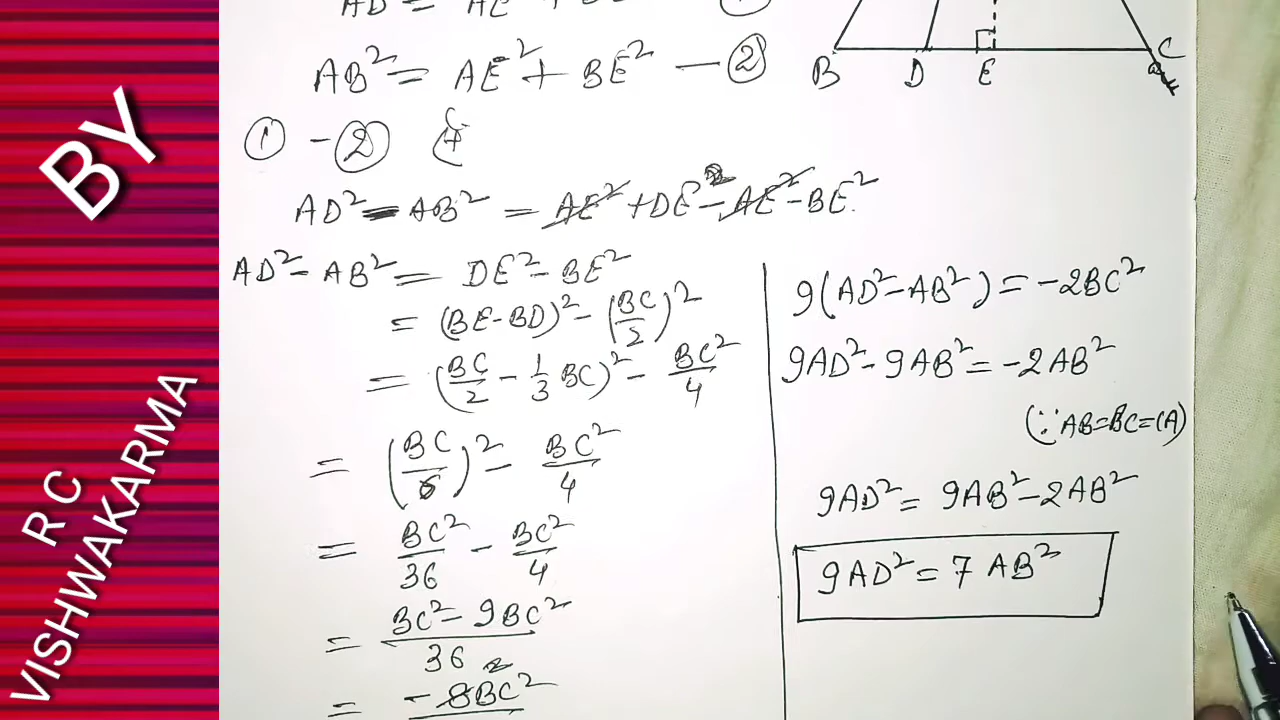 BY
R C
VISHWAKARMA
AB² = AE² + BE² — ②
① - ② से
AD² - AB² = AE² + DE² - AE² - BE²
AD² - AB² = DE² - BE²
= (BE - BD)² - (BC/2)²
= (BC/2 - 1/3 BC)² - BC²/4
= (BC/6)² - BC²/4
= BC²/36 - BC²/4
= BC² - 9BC²/36
= -8BC²
2
B D E C
9(AD² - AB²) = -2BC²
9AD² - 9AB² = -2AB²
(∵ AB = BC = CA)
9AD² = 9AB² - 2AB²
9AD² = 7AB²